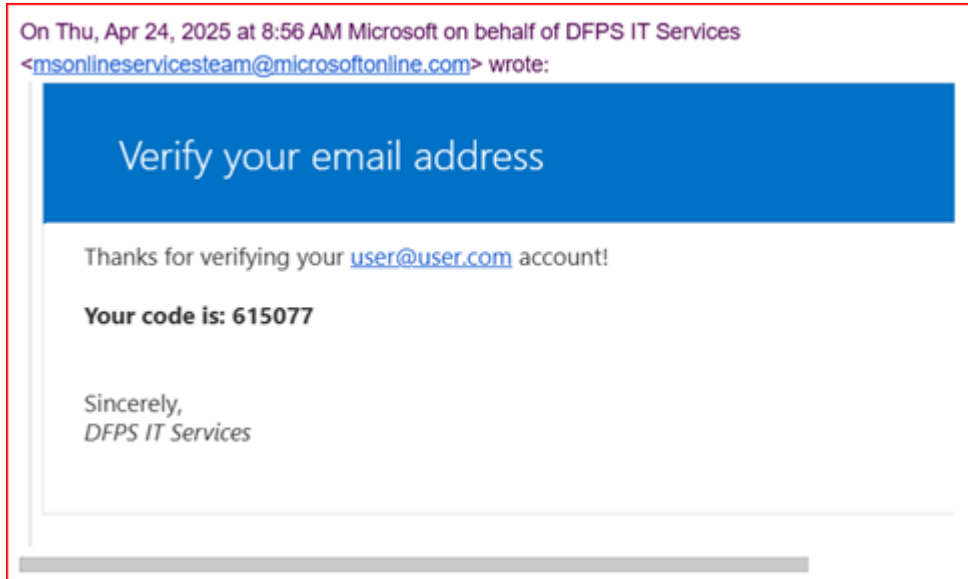 On Thu, Apr 24, 2025 at 8:56 AM Microsoft on behalf of DFPS IT Services
<msonlineservicesteam@microsoftonline.com> wrote:
Verify your email address
Thanks for verifying your user@user.com account!
Your code is: 615077
Sincerely,
DFPS IT Services